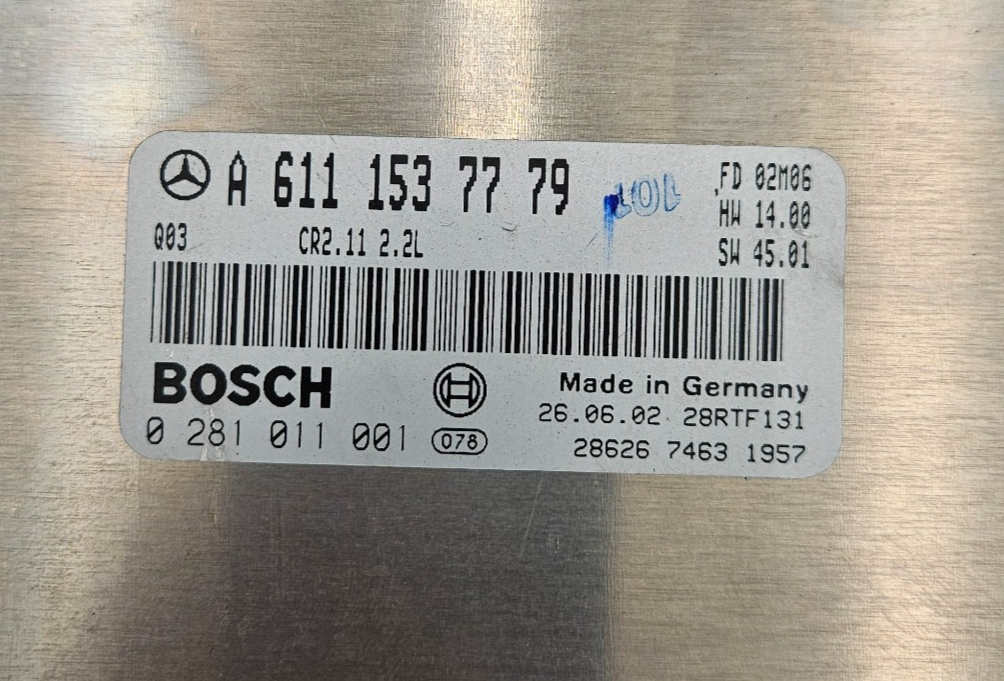 A 611 153 77 79
FD 02M06
HW 14.00
Q03 CR2.11 2.2L
SW 45.01
BOSCH
Made in Germany
26.06.02 28RTF131
0 281 011 001 078
28626 7463 1957